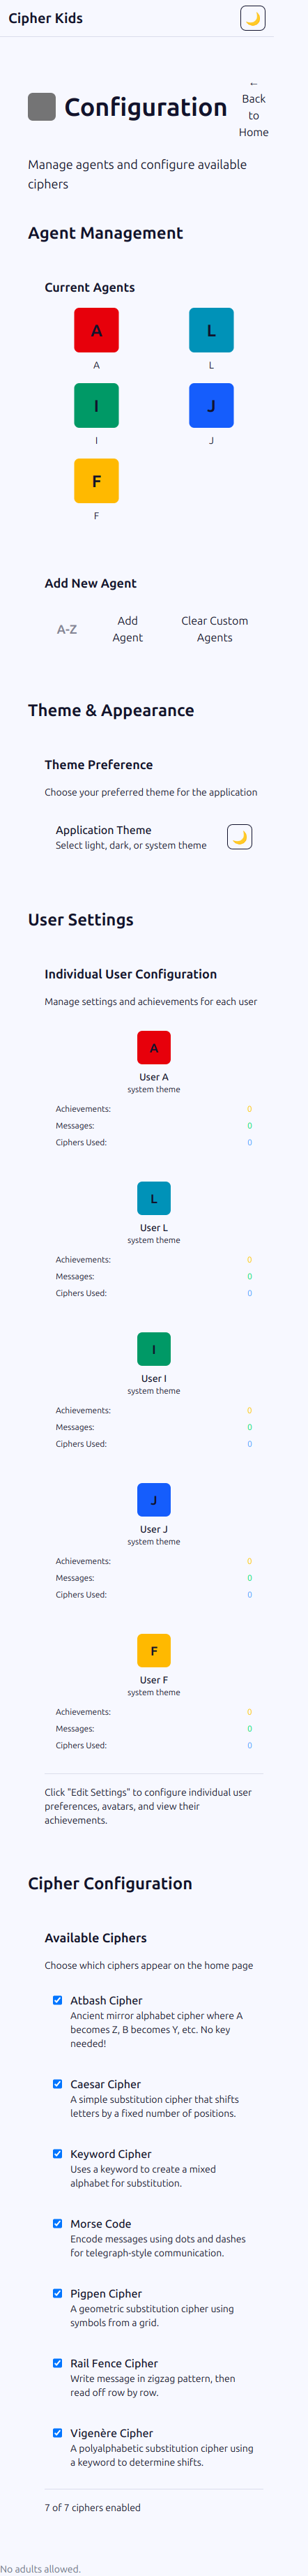 Cipher Kids
Configuration
←
Back
to
Home
Manage agents and configure available
ciphers
Agent Management
Current Agents
A
L
A
L
I
J
I
J
F
F
Add New Agent
A-Z
Add
Agent
Clear Custom
Agents
Theme & Appearance
Theme Preference
Choose your preferred theme for the application
Application Theme
Select light, dark, or system theme
User Settings
Individual User Configuration
Manage settings and achievements for each user
A
User A
system theme
Achievements: 0
Messages: 0
Ciphers Used: 0
L
User L
system theme
Achievements: 0
Messages: 0
Ciphers Used: 0
I
User I
system theme
Achievements: 0
Messages: 0
Ciphers Used: 0
J
User J
system theme
Achievements: 0
Messages: 0
Ciphers Used: 0
F
User F
system theme
Achievements: 0
Messages: 0
Ciphers Used: 0
Click "Edit Settings" to configure individual user
preferences, avatars, and view their
achievements.
Cipher Configuration
Available Ciphers
Choose which ciphers appear on the home page
Atbash Cipher
Ancient mirror alphabet cipher where A
becomes Z, B becomes Y, etc. No key
needed!
Caesar Cipher
A simple substitution cipher that shifts
letters by a fixed number of positions.
Keyword Cipher
Uses a keyword to create a mixed
alphabet for substitution.
Morse Code
Encode messages using dots and dashes
for telegraph-style communication.
Pigpen Cipher
A geometric substitution cipher using
symbols from a grid.
Rail Fence Cipher
Write message in zigzag pattern, then
read off row by row.
Vigenère Cipher
A polyalphabetic substitution cipher using
a keyword to determine shifts.
7 of 7 ciphers enabled
No adults allowed.